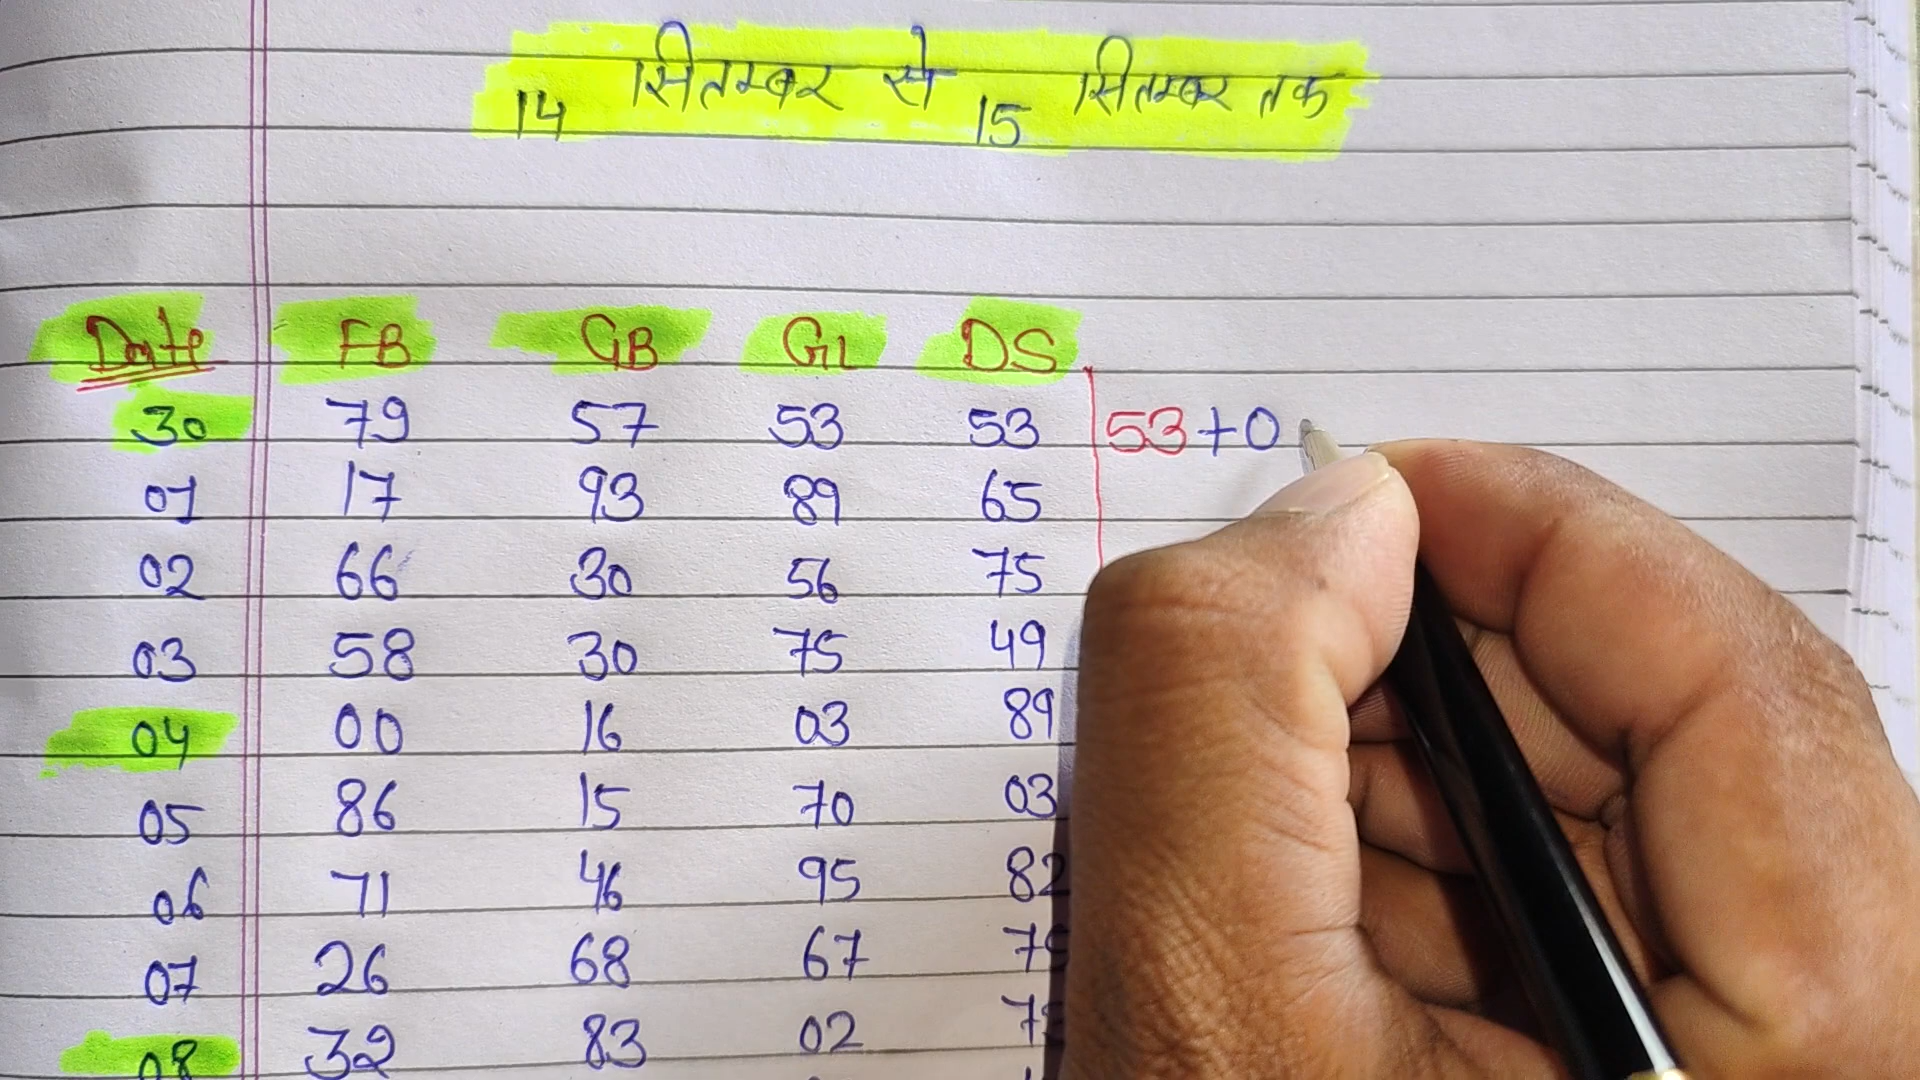 14 सितम्बर से 15 सितम्बर तक
Date FB GB GL DS
30 79 57 53 53 53+0
01 17 93 89 65
02 66 30 56 75
03 58 30 75 49
04 00 16 03 89
05 86 15 70 03
06 71 46 95 82
07 26 68 67
08 32 83 02